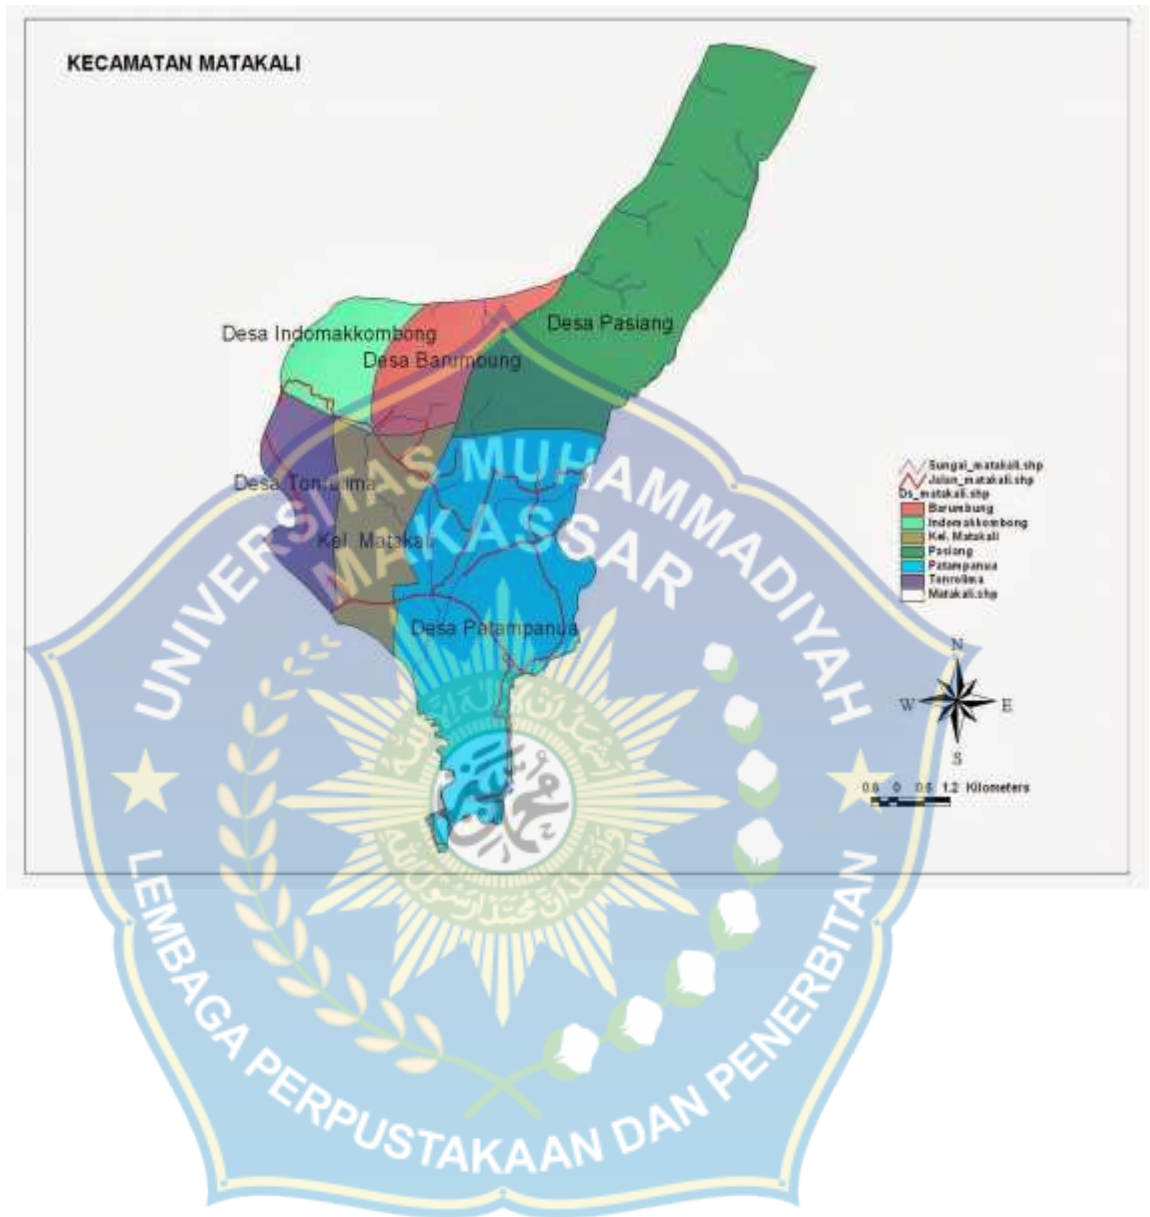 KECAMATAN MATAKALI
Desa Indomakkombong
Desa Pasiang
Desa Barumbung
Desa Tonrolima
Kel. Matakali
Desa Patampanua
Sungai_matakali.shp
Jalan_matakali.shp
Ds_matakali.shp
Barumbung
Indomakkombong
Kel. Matakali
Pasiang
Patampanua
Tonrolima
Matakali.shp
N
W E
S
0.6 0 0.6 1.2 Kilometers
UNIVERSITAS MUHAMMADIYAH
MAKASSAR
LEMBAGA PERPUSTAKAAN DAN PENERBITAN